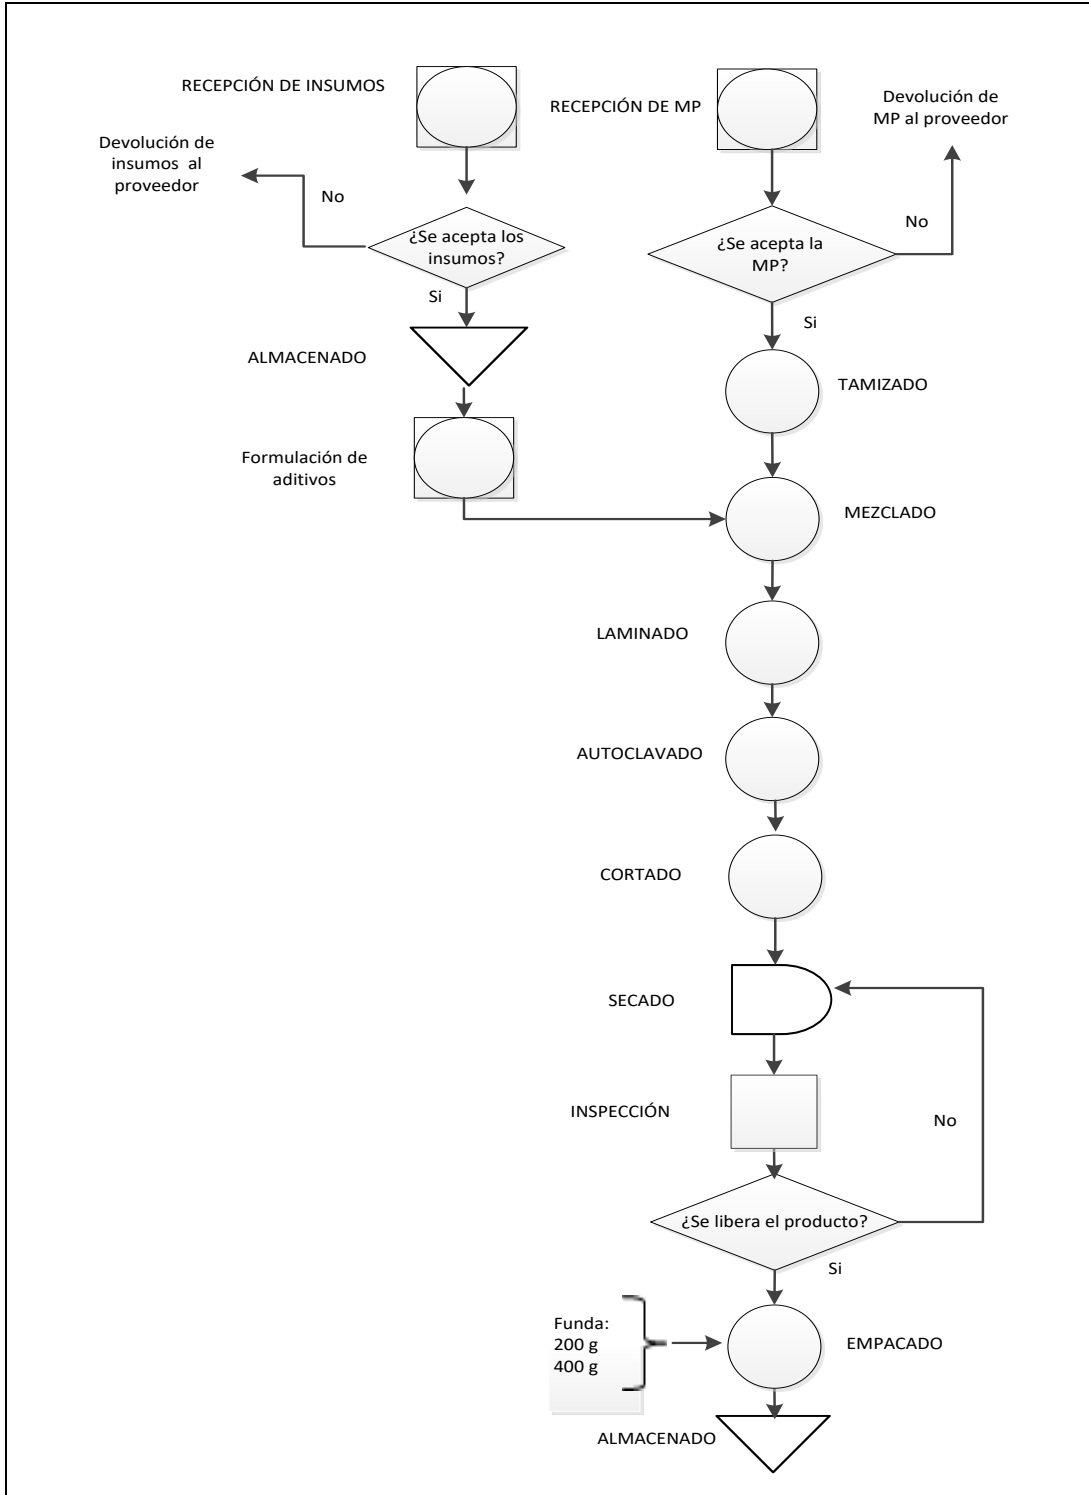 RECEPCIÓN DE INSUMOS
RECEPCIÓN DE MP
Devolución de
MP al proveedor
Devolución de
insumos al
proveedor
No
No
¿Se acepta los
insumos?
¿Se acepta la
MP?
Si
Si
ALMACENADO
TAMIZADO
Formulación de
aditivos
MEZCLADO
LAMINADO
AUTOCLAVADO
CORTADO
SECADO
INSPECCIÓN
No
¿Se libera el producto?
Si
Funda:
200 g
400 g
EMPACADO
ALMACENADO